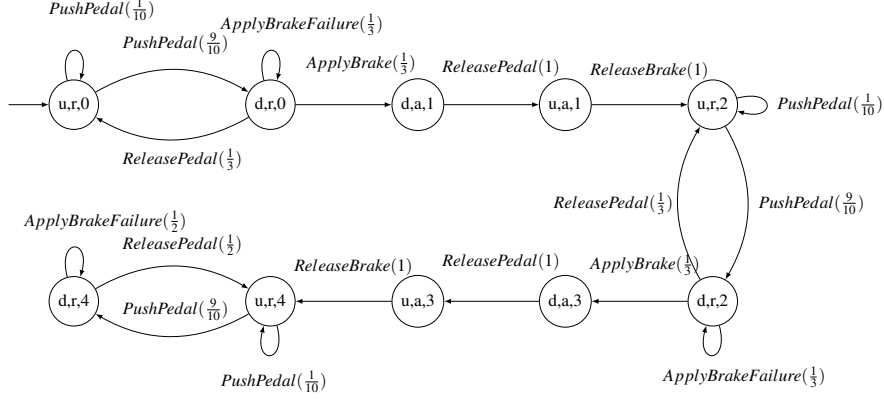 PushPedal(1/10)
ApplyBrakeFailure(1/3)
PushPedal(9/10)
ApplyBrake(1/3)
ReleasePedal(1)
ReleaseBrake(1)
u,r,0
d,r,0
d,a,1
u,a,1
u,r,2
PushPedal(1/10)
ReleasePedal(1/3)
ReleasePedal(1/3)
PushPedal(9/10)
ApplyBrakeFailure(1/2)
ReleasePedal(1/2)
ReleaseBrake(1)
ReleasePedal(1)
ApplyBrake(1/3)
d,r,4
PushPedal(9/10)
u,r,4
u,a,3
d,a,3
d,r,2
PushPedal(1/10)
ApplyBrakeFailure(1/3)